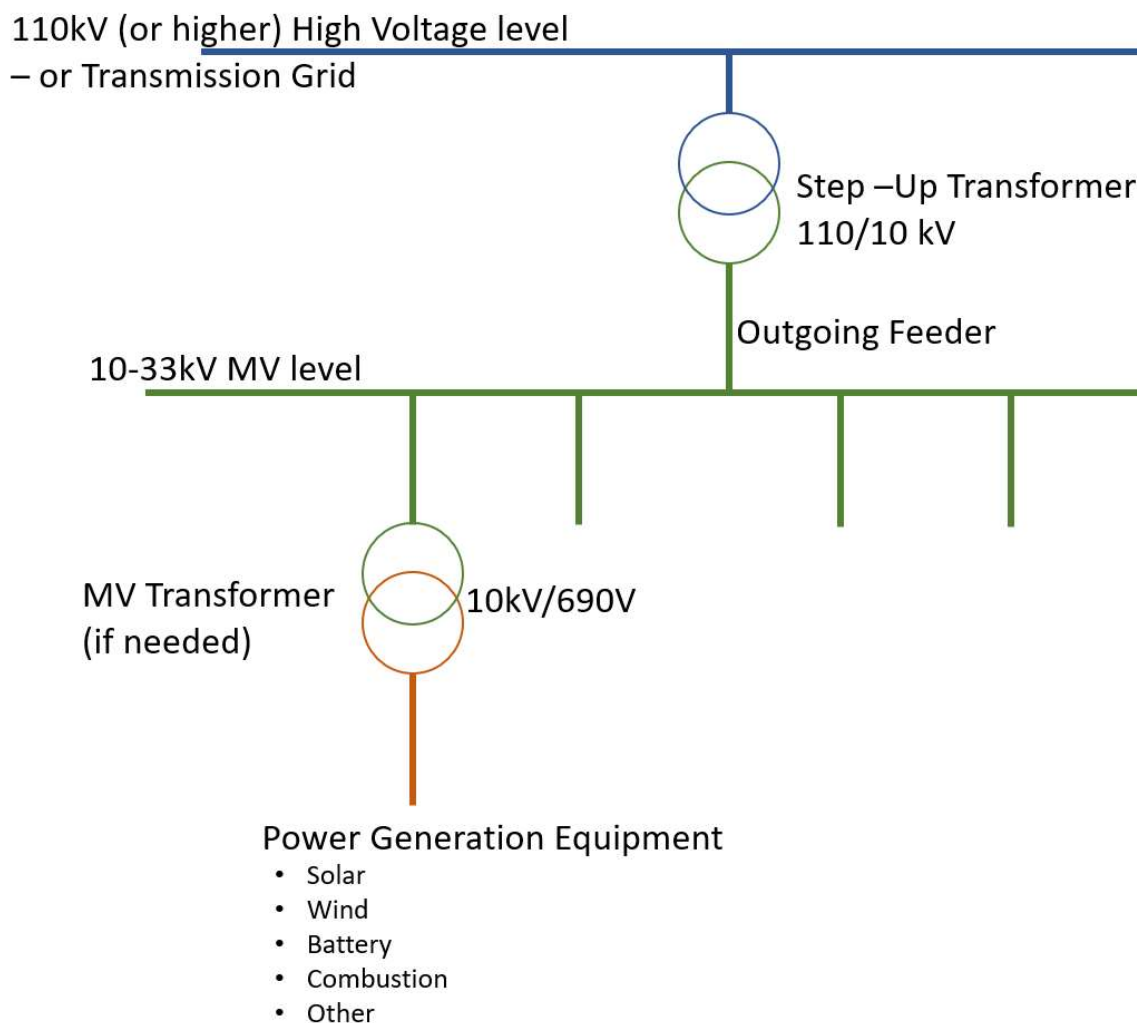 110kV (or higher) High Voltage level
– or Transmission Grid
Step –Up Transformer
110/10 kV
Outgoing Feeder
10-33kV MV level
MV Transformer
(if needed)
10kV/690V
Power Generation Equipment
• Solar
• Wind
• Battery
• Combustion
• Other